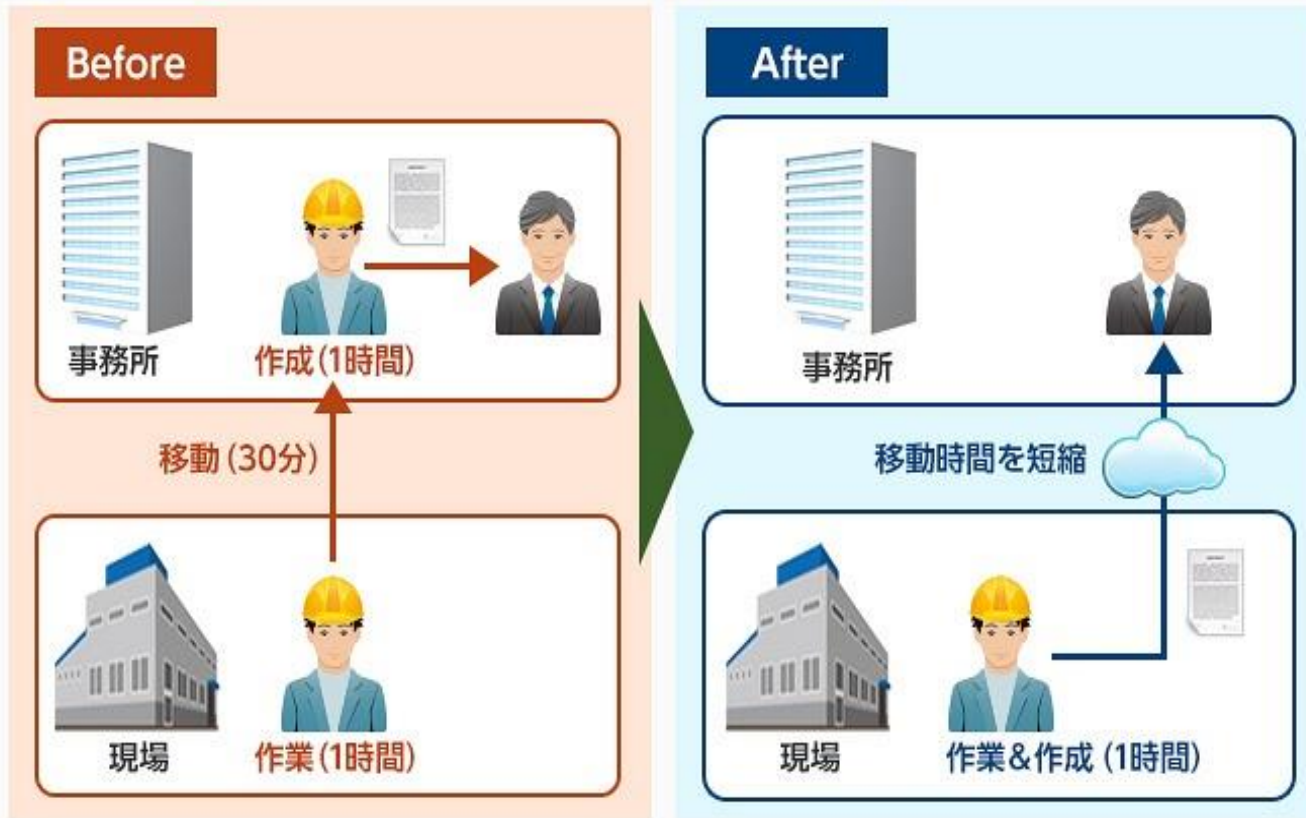 Before
事務所
作成(1時間)
移動(30分)
現場
作業(1時間)
After
事務所
移動時間を短縮
現場
作業&作成(1時間)